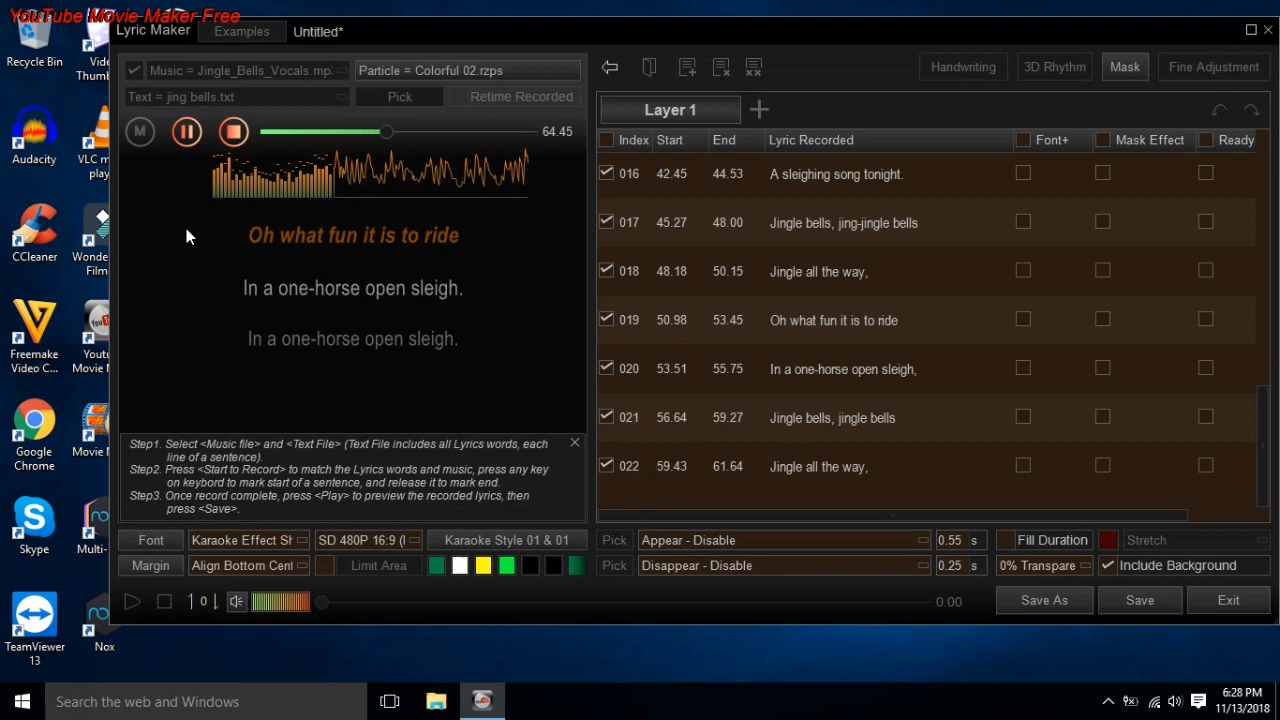 YouTube Movie Maker Free
Lyric Maker
Examples
Untitled*
Music = Jingle_Bells_Vocals.mp
Particle = Colorful 02.rzps
Text = jing bells.txt
Pick
Retime Recorded
M
64.45
Oh what fun it is to ride
In a one-horse open sleigh.
In a one-horse open sleigh.
Step1. Select <Music file> and <Text File> (Text File includes all Lyrics words, each
line of a sentence).
Step2. Press <Start to Record> to match the Lyrics words and music, press any key
on keybord to mark start of a sentence, and release it to mark end.
Step3. Once record complete, press <Play> to preview the recorded lyrics, then
press <Save>.
Handwriting
3D Rhythm
Mask
Fine Adjustment
Layer 1
Index Start End Lyric Recorded Font+ Mask Effect Ready
016 42.45 44.53 A sleighing song tonight.
017 45.27 48.00 Jingle bells, jing-jingle bells
018 48.18 50.15 Jingle all the way,
019 50.98 53.45 Oh what fun it is to ride
020 53.51 55.75 In a one-horse open sleigh,
021 56.64 59.27 Jingle bells, jingle bells
022 59.43 61.64 Jingle all the way,
Font
Karaoke Effect Sh
SD 480P 16:9 (
Karaoke Style 01 & 01
Pick
Appear - Disable
0.55 s
Fill Duration
Stretch
Margin
Align Bottom Cent
Limit Area
Pick
Disappear - Disable
0.25 s
0% Transpare
Include Background
0
0.00
Save As
Save
Exit
Recycle Bin
Vide
Thumb
Audacity
VLC m
play
CCleaner
Wonde
Film
Freemake
Video C...
Youtu
Movie M
Google
Chrome
Movie M
Skype
Multi-
TeamViewer
13
Nox
Search the web and Windows
6:28 PM
11/13/2018